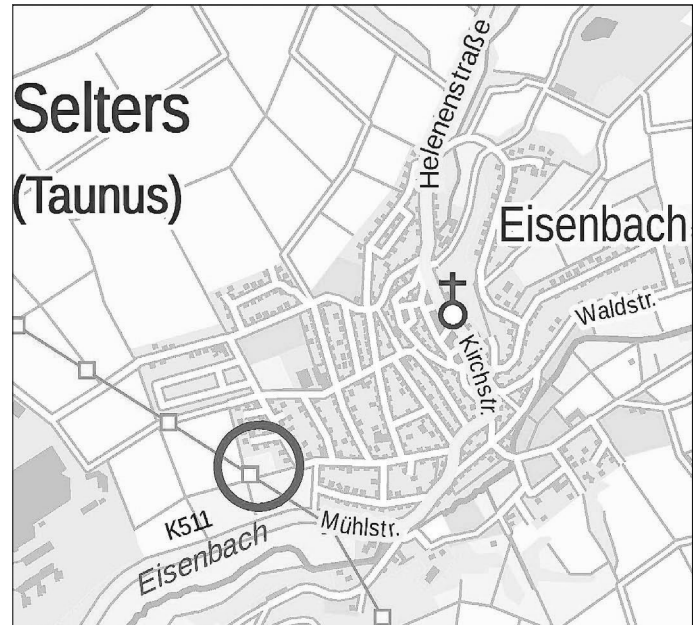 Helenenstraße
Selters
(Taunus)
Eisenbach
Waldstr.
Kirchstr.
K511
Mühlstr.
Eisenbach